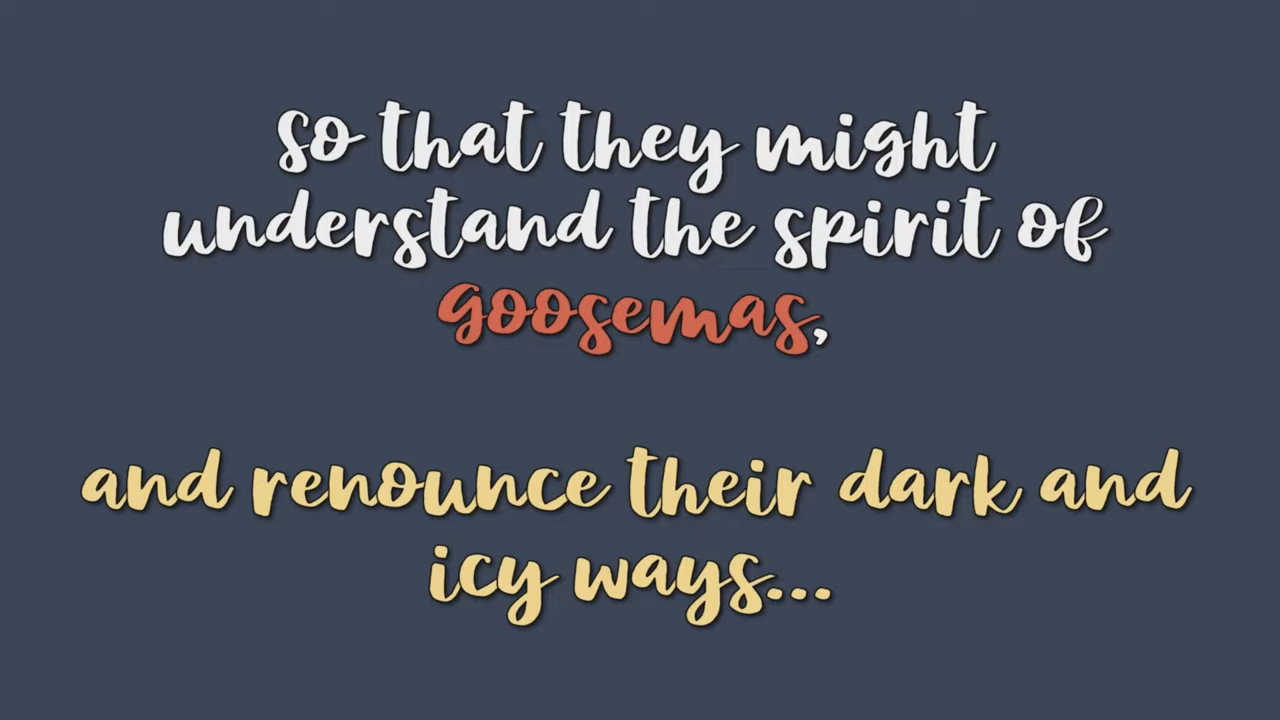 so that they might
understand the spirit of
goosemas,
and renounce their dark and
icy ways...